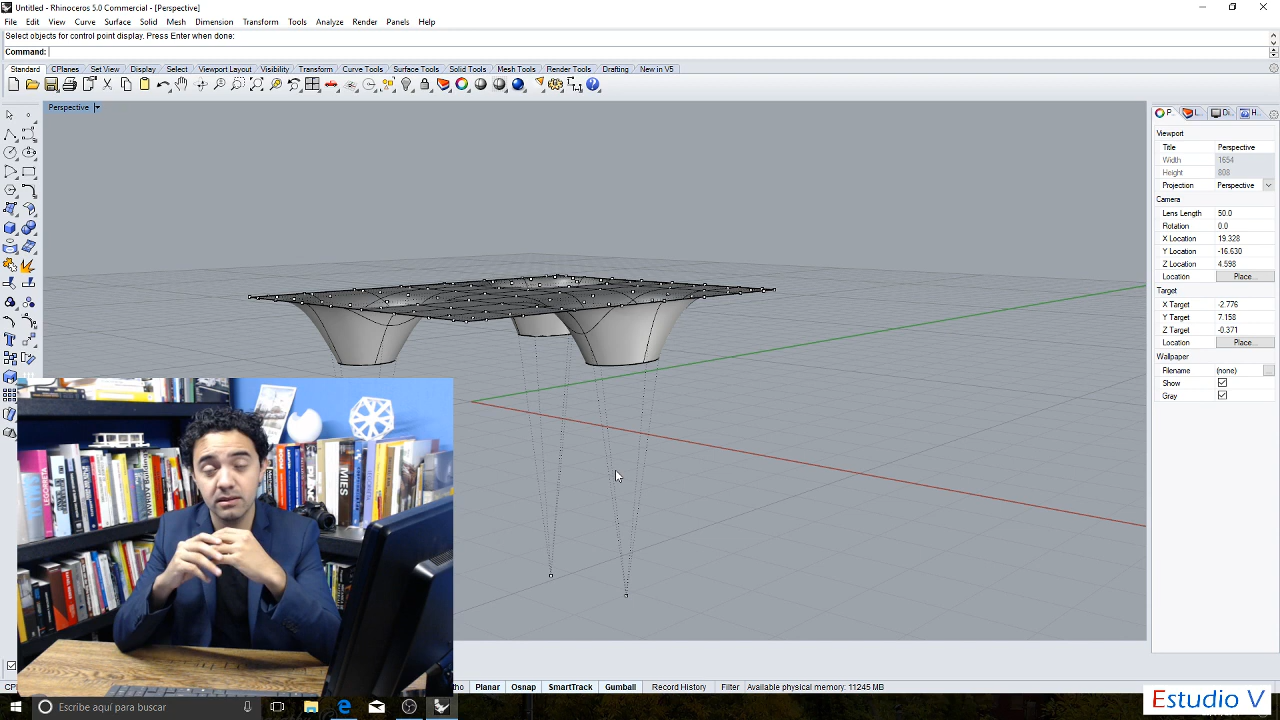 Untitled - Rhinoceros 5.0 Commercial - [Perspective]
File Edit View Curve Surface Solid Mesh Dimension Transform Tools Analyze Render Panels Help
Select objects for control point display. Press Enter when done:
Command:
Standard CPlanes Set View Display Select Viewport Layout Visibility Transform Curve Tools Surface Tools Solid Tools Mesh Tools Render Tools Drafting New in V5
Perspective
P... L... Di... H...
Viewport
Title Perspective
Width 1654
Height 808
Projection Perspective
Camera
Lens Length 50.0
Rotation 0.0
X Location 19.328
Y Location -16.630
Z Location 4.598
Location Place...
Target
X Target -2.776
Y Target 7.158
Z Target -0.371
Location Place...
Wallpaper
Filename (none) ...
Show
Gray
MIES
Planar Osnap SmartTrack Gumball Record History Filter Available physical memory: 11245 MB
Escribe aquí para buscar
Estudio V